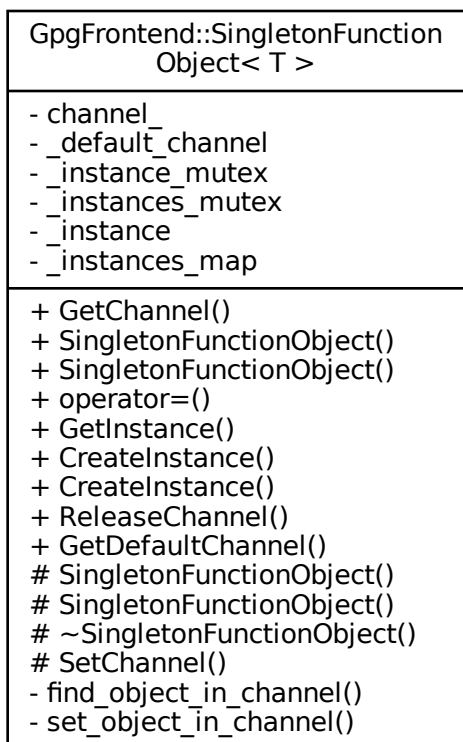 GpgFrontend::SingletonFunction
Object< T >
- channel_
- _default_channel
- _instance_mutex
- _instances_mutex
- _instance
- _instances_map
+ GetChannel()
+ SingletonFunctionObject()
+ SingletonFunctionObject()
+ operator=()
+ GetInstance()
+ CreateInstance()
+ CreateInstance()
+ ReleaseChannel()
+ GetDefaultChannel()
# SingletonFunctionObject()
# SingletonFunctionObject()
# ~SingletonFunctionObject()
# SetChannel()
- find_object_in_channel()
- set_object_in_channel()